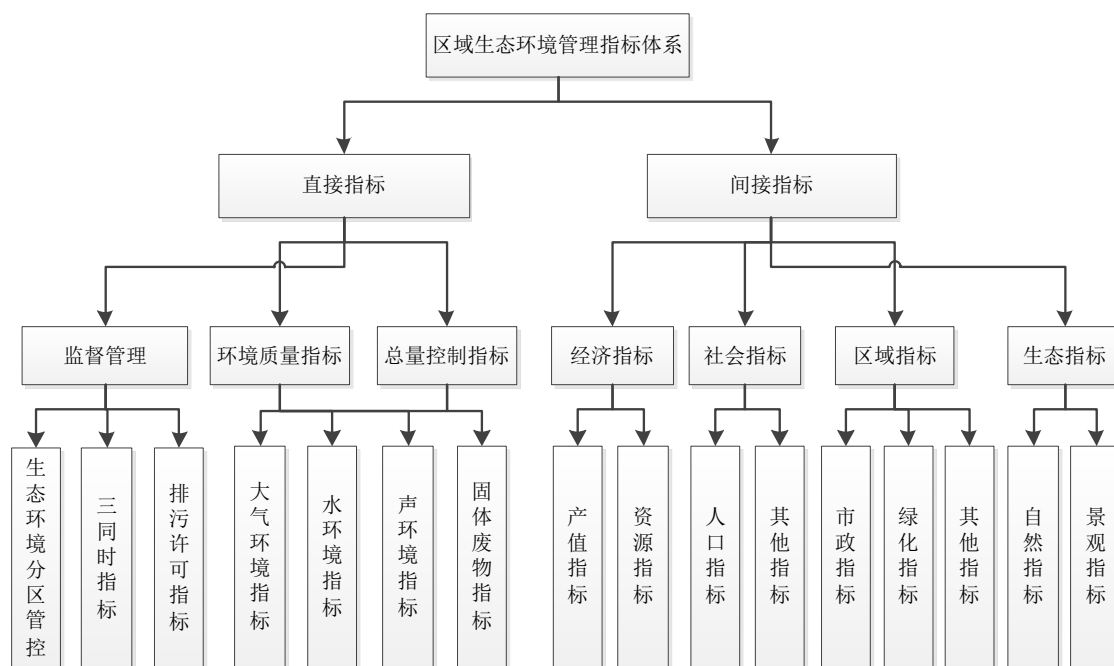 区域生态环境管理指标体系
直接指标
间接指标
监督管理
环境质量指标
总量控制指标
经济指标
社会指标
区域指标
生态指标
生态环境分区管控
三同时指标
排污许可指标
大气环境指标
水环境指标
声环境指标
固体废物指标
产值指标
资源指标
人口指标
其他指标
市政指标
绿化指标
其他指标
自然指标
景观指标